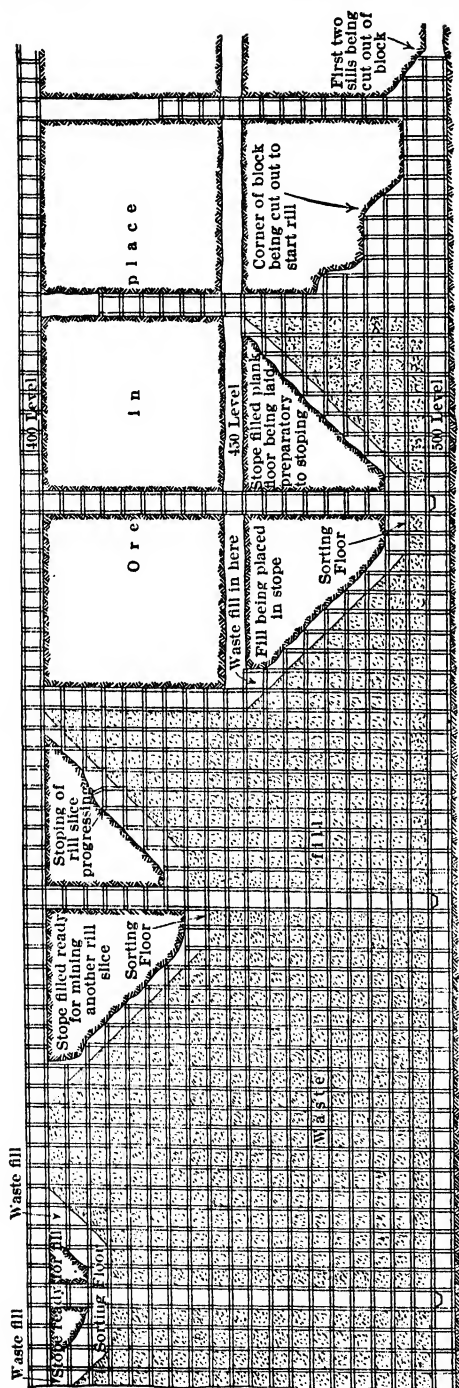 Waste fill
Waste fill
Stope ready for fill
Sorting Floor
Stope filled ready
for mining
another rill
slice
Sorting
Floor
Stoping of
rill slice
progressing
Waste fill
Ore in place
400 Level
450 Level
Waste fill in here
Fill being placed
in stope
Sorting
Floor
Stope filled plank
floor being laid
preparatory
to stoping
Corner of block
being cut out to
start rill
First two
sills being
cut out of
block
500 Level